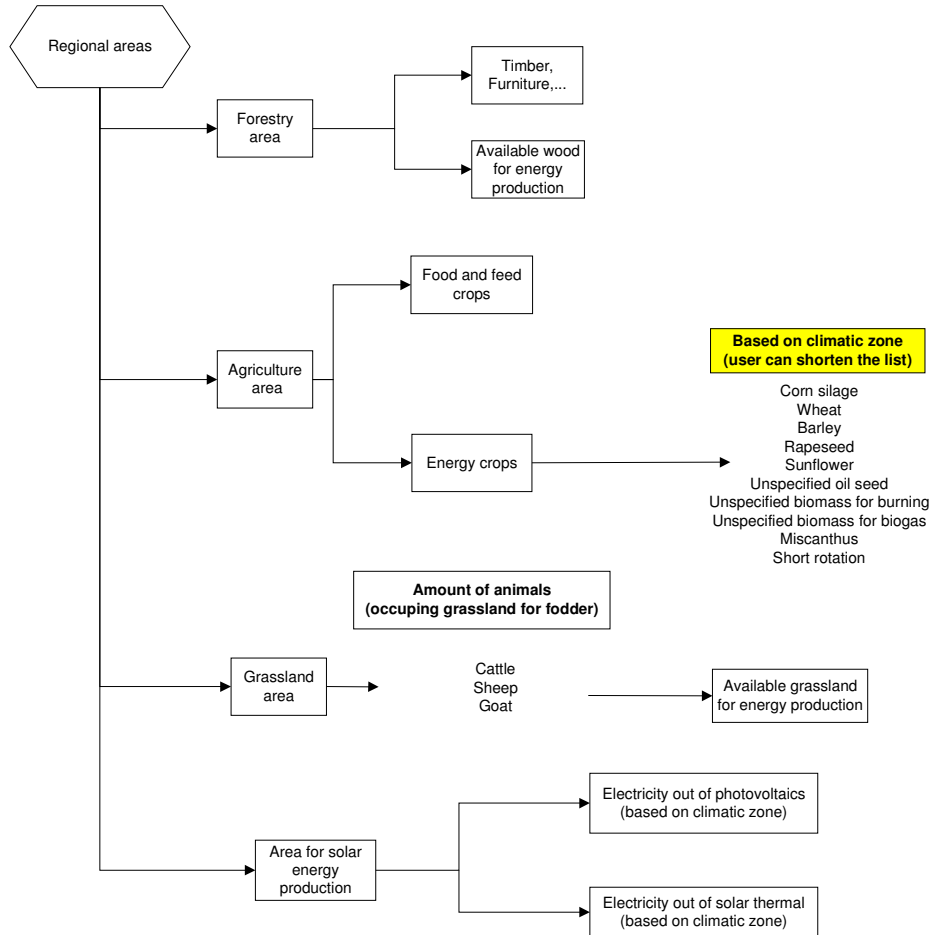 Regional areas
Timber,
Furniture,...
Forestry
area
Available wood
for energy
production
Food and feed
crops
Based on climatic zone
(user can shorten the list)
Agriculture
area
Corn silage
Wheat
Barley
Rapeseed
Sunflower
Unspecified oil seed
Unspecified biomass for burning
Unspecified biomass for biogas
Miscanthus
Short rotation
Energy crops
Amount of animals
(occuping grassland for fodder)
Grassland
area
Cattle
Sheep
Goat
Available grassland
for energy production
Electricity out of photovoltaics
(based on climatic zone)
Area for solar
energy
production
Electricity out of solar thermal
(based on climatic zone)